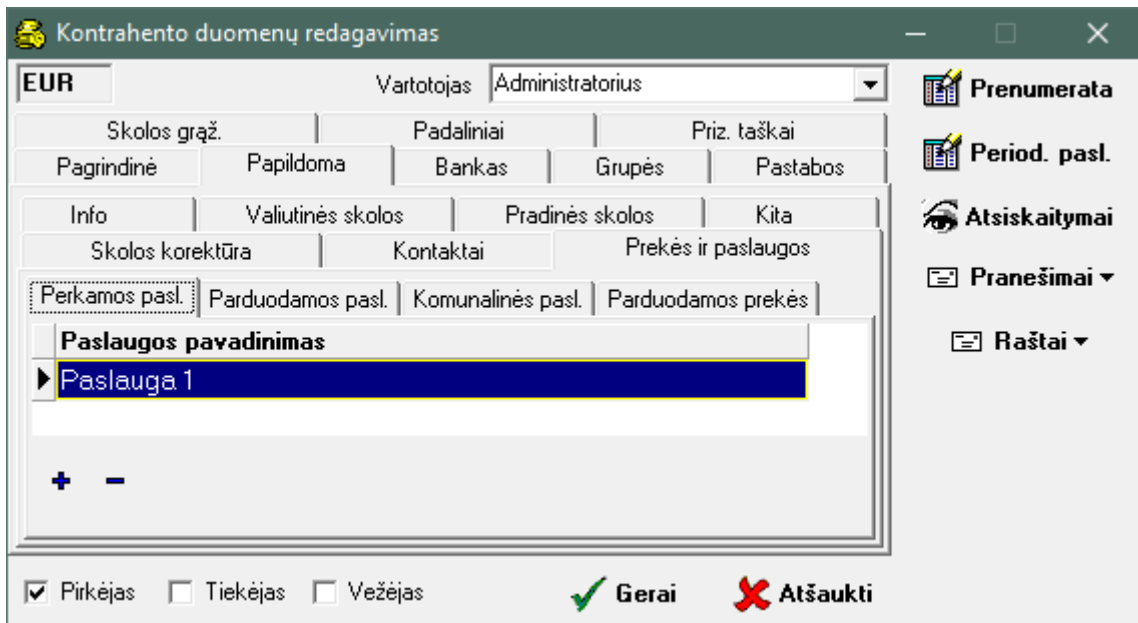 Kontrahento duomenų redagavimas
EUR Vartotojas Administratorius
Skolos grąž. Padaliniai Priz. taškai
Pagrindinė Papildoma Bankas Grupės Pastabos
Info Valiutinės skolos Pradinės skolos Kita
Skolos korektūra Kontaktai Prekės ir paslaugos
Perkamos pasl. Parduodamos pasl. Komunalinės pasl. Parduodamos prekės
Paslaugos pavadinimas
Paslauga 1
Pirkėjas Tiekėjas Vežėjas Gerai Atšaukti
Prenumerata
Period. pasl.
Atsiskaitymai
Pranešimai
Raštai